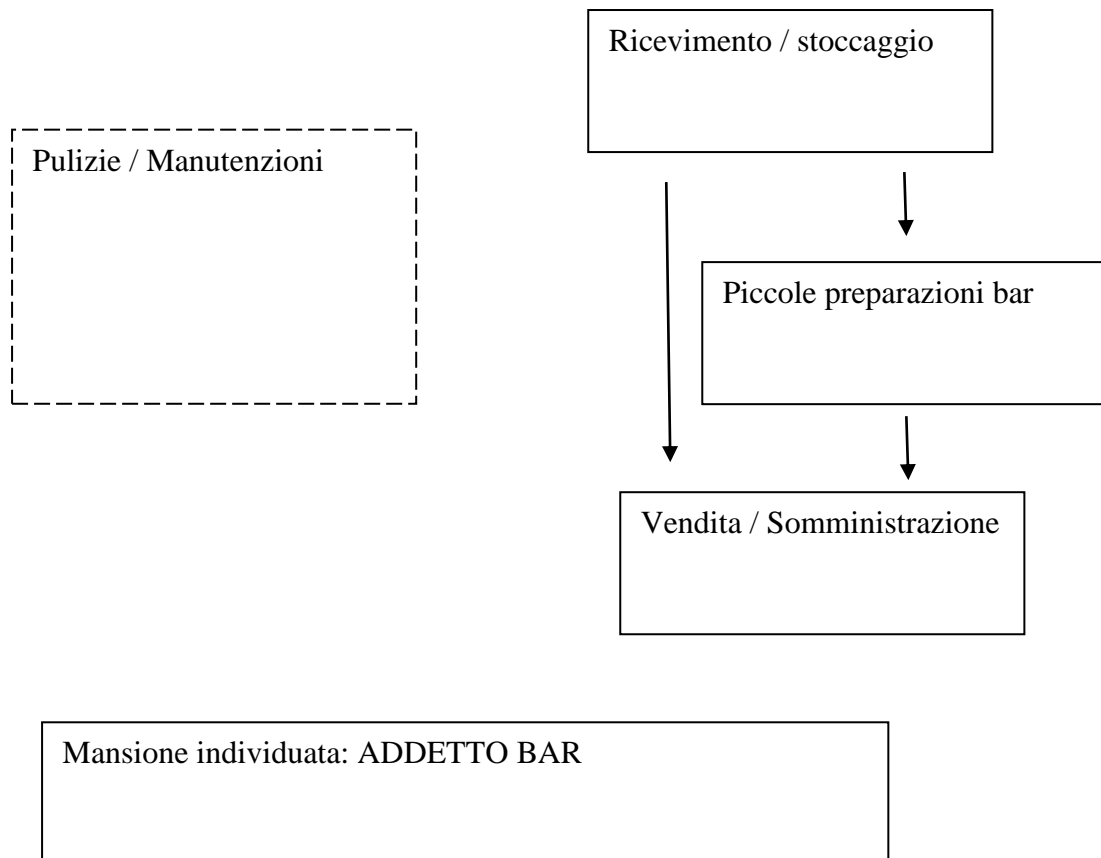 Ricevimento / stoccaggio
Pulizie / Manutenzioni
Piccole preparazioni bar
Vendita / Somministrazione
Mansione individuata: ADDETTO BAR